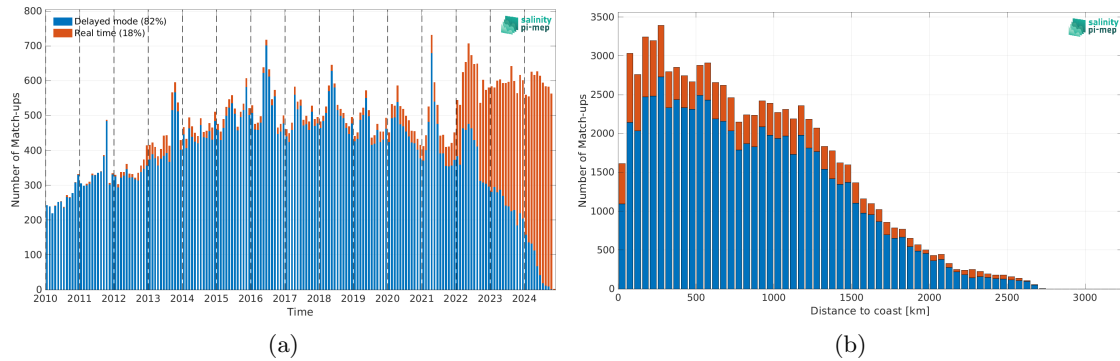 Delayed mode (82%)
Real time (18%)
salinity
pi-mep
Number of Match-ups
800
700
600
500
400
300
200
100
0
2010 2011 2012 2013 2014 2015 2016 2017 2018 2019 2020 2021 2022 2023 2024
Time
(a)
salinity
pi-mep
Number of Match-ups
3500
3000
2500
2000
1500
1000
500
0
0 500 1000 1500 2000 2500 3000
Distance to coast [km]
(b)